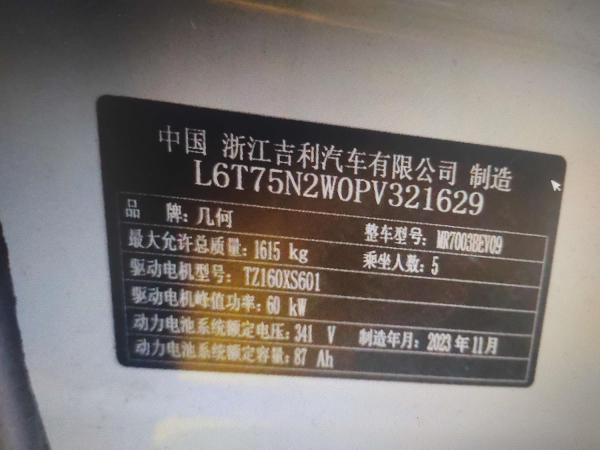 中国 浙江吉利汽车有限公司 制造
L6T75N2W0PV321629
品 牌:几何
整车型号:MR7003BEV09
最大允许总质量:1615 kg
乘坐人数:5
驱动电机型号:TZ160XS601
驱动电机峰值功率:60 kW
动力电池系统额定电压:341 V
制造年月:2023 年 11月
动力电池系统额定容量:87 Ah